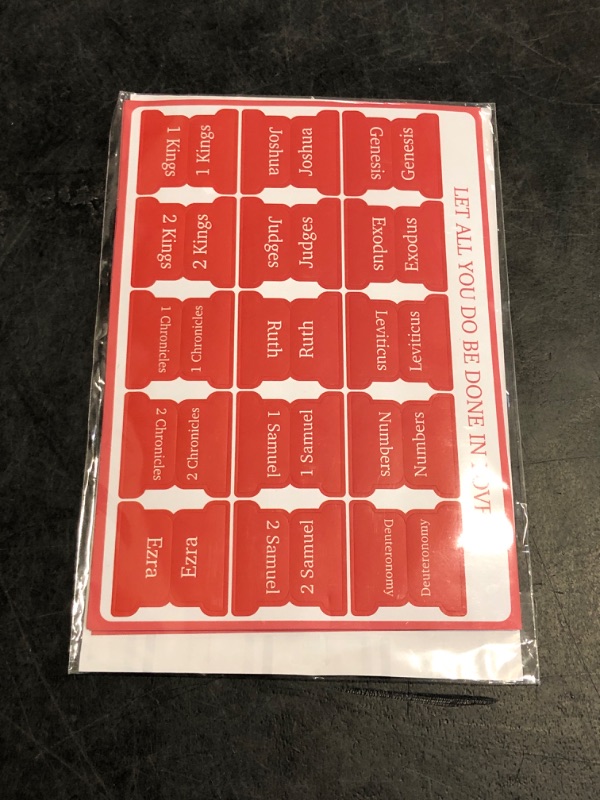 LET ALL YOU DO BE DONE IN LOVE
Genesis
Genesis
Exodus
Exodus
Leviticus
Leviticus
Numbers
Numbers
Deuteronomy
Deuteronomy
Joshua
Joshua
Judges
Judges
Ruth
Ruth
1 Samuel
1 Samuel
2 Samuel
2 Samuel
1 Kings
1 Kings
2 Kings
2 Kings
1 Chronicles
1 Chronicles
2 Chronicles
2 Chronicles
Ezra
Ezra